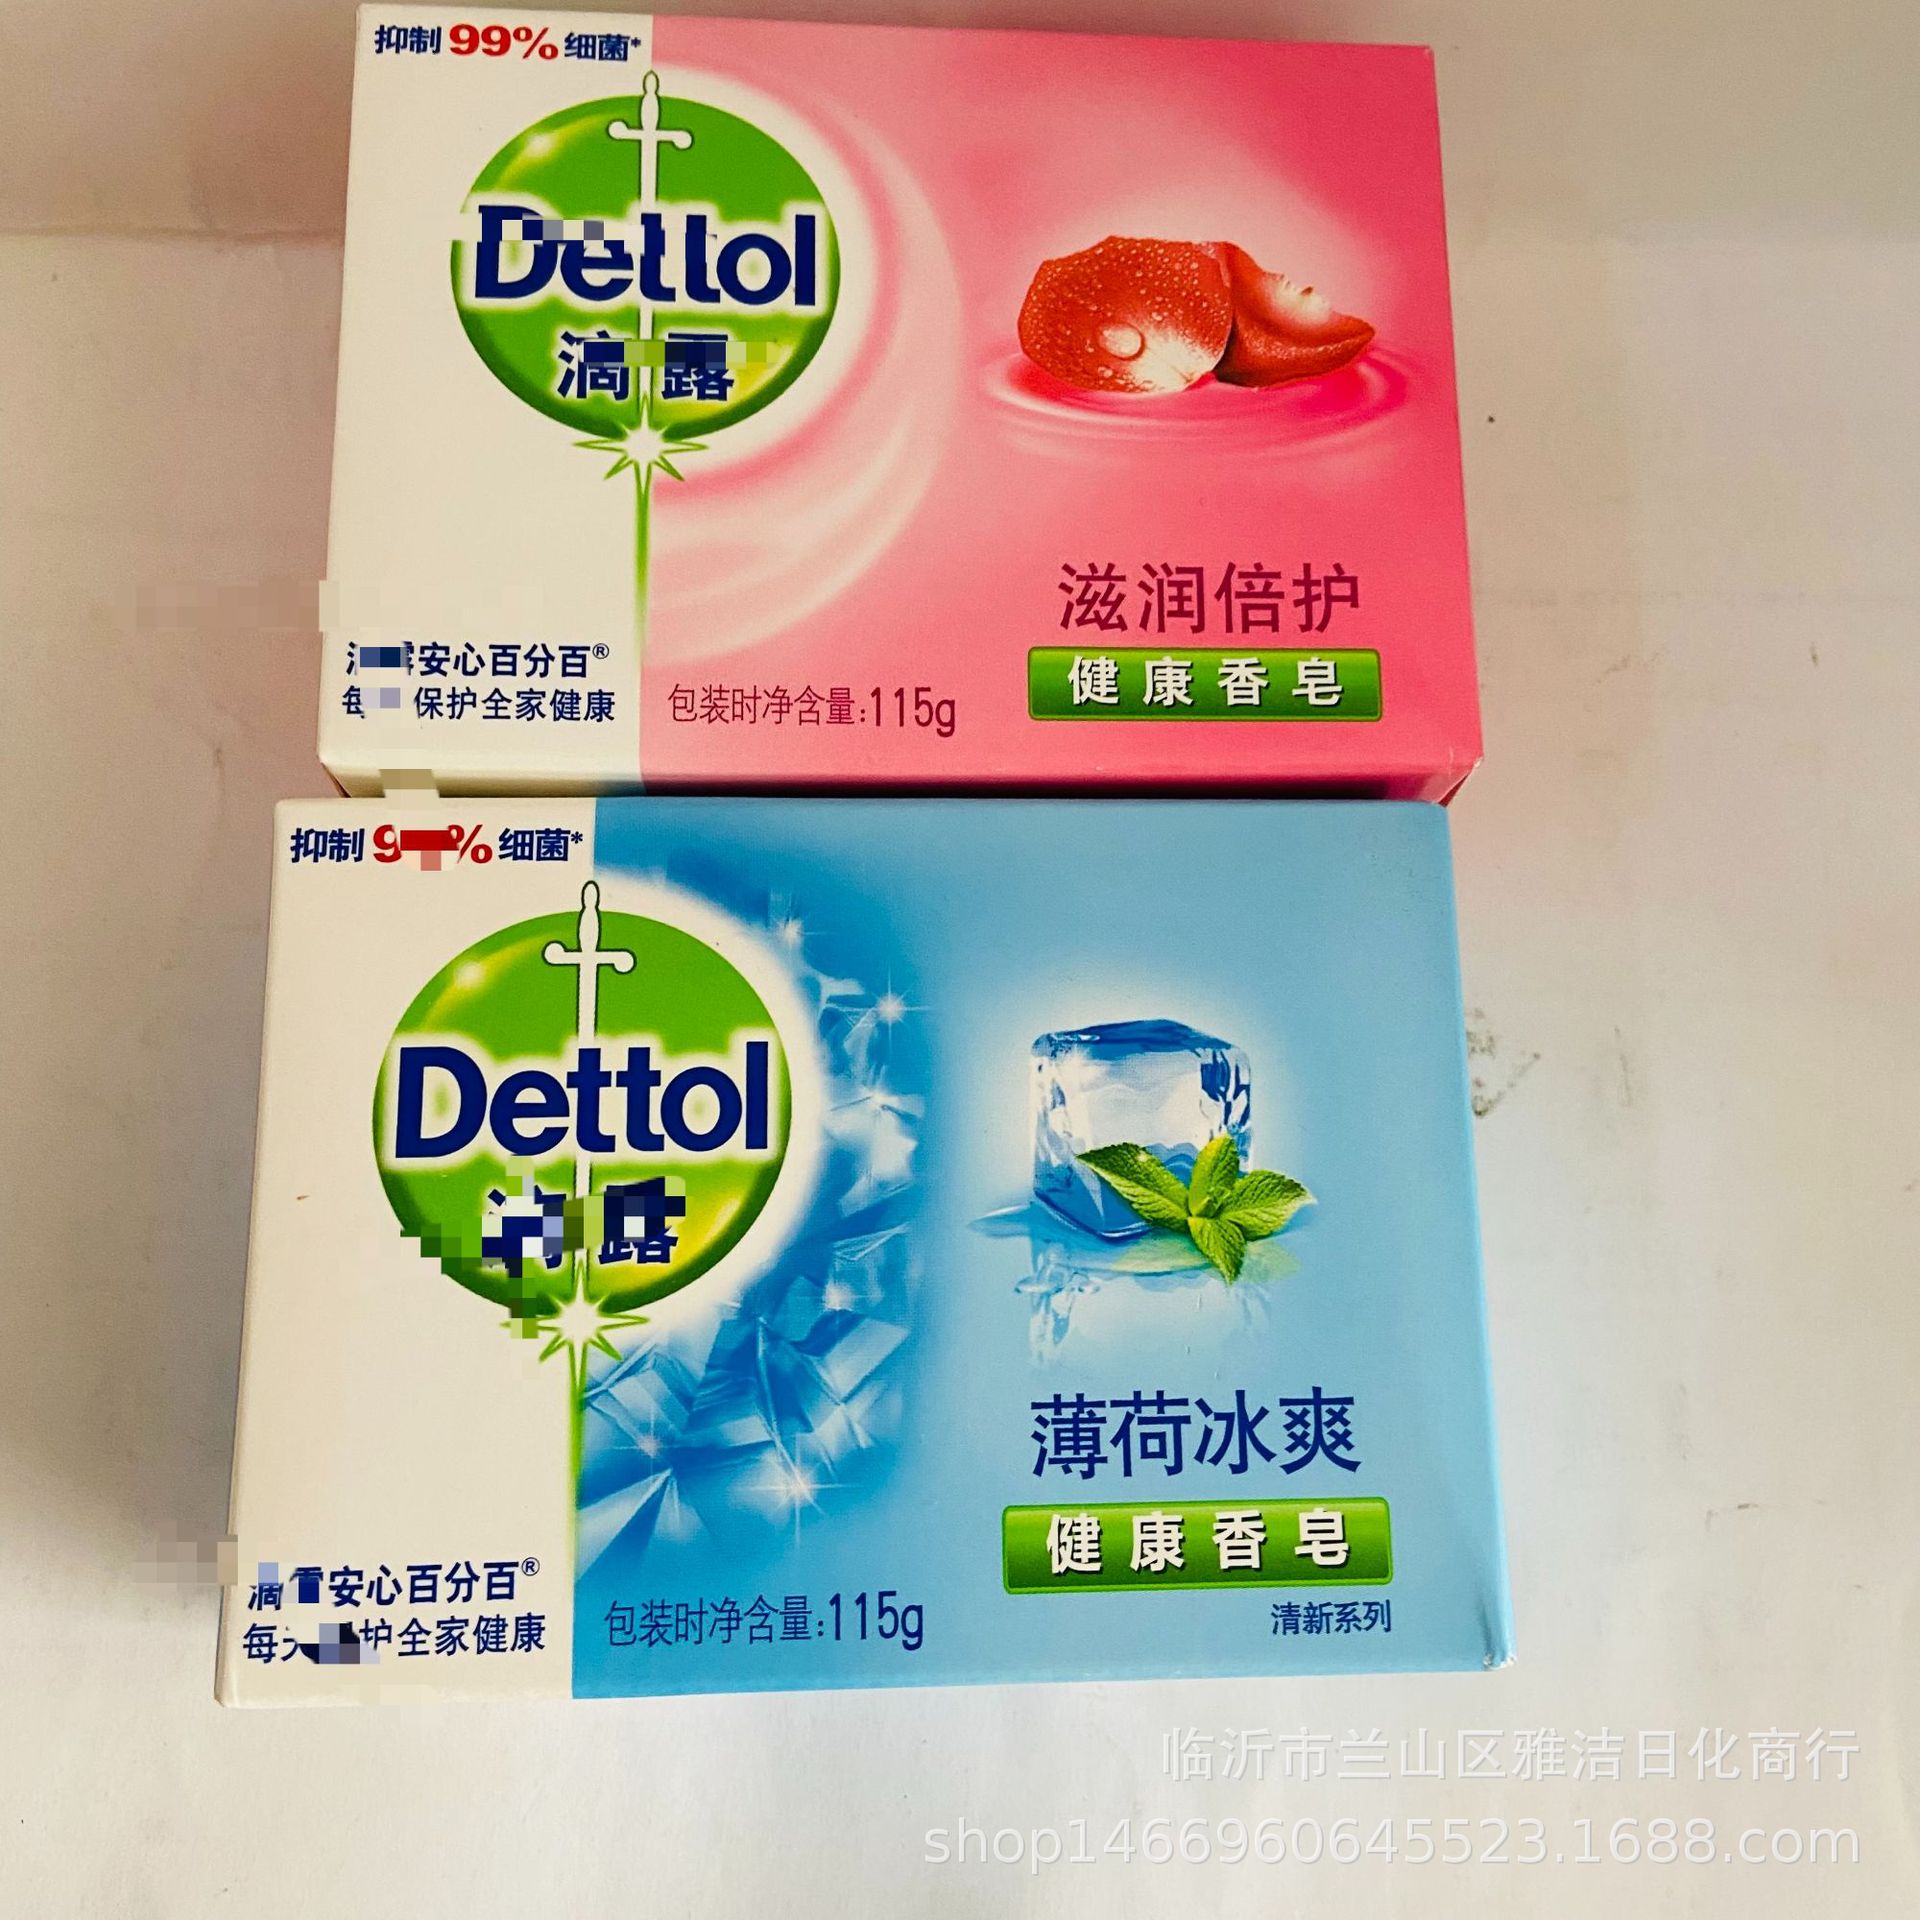 抑制99%细菌*
Dettol
滴露
安心百分百®
保护全家健康
包装时净含量:115g
滋润倍护
健康香皂
抑制 细菌*
Dettol
露
安心百分百®
护全家健康
包装时净含量:115g
薄荷冰爽
健康香皂
清新系列
临沂市兰山区雅洁日化商行
shop1466960645523.1688.com